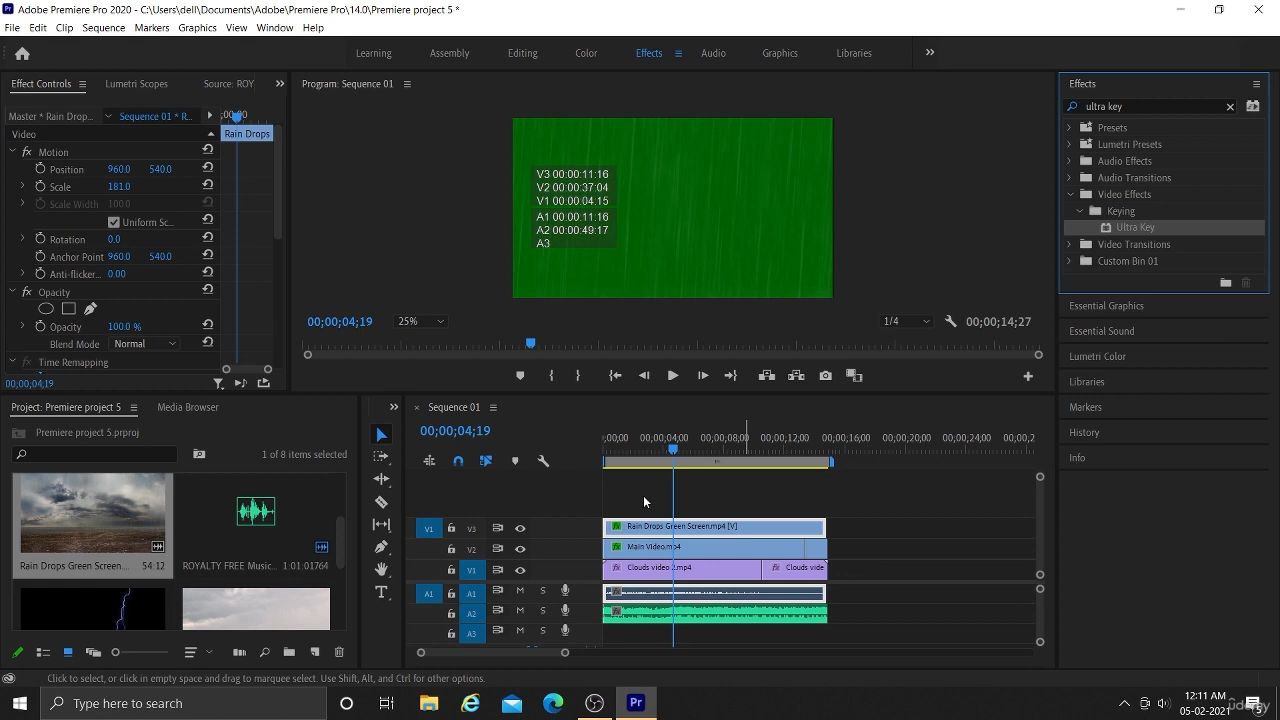 Adobe Premiere Pro 2020 - C:\Users\dell\Documents\Premiere Pro\14.0\Premiere project 5 *
File Edit Clip Sequence Markers Graphics View Window Help
Learning Assembly Editing Color Effects Audio Graphics Libraries
Effect Controls Lumetri Scopes Source: ROY
Master * Rain Drop... Sequence 01 * R... ;00;00
Video Rain Drops
Motion
Position 960.0 540.0
Scale 181.0
Scale Width 100.0
Uniform Sc...
Rotation 0.0
Anchor Point 960.0 540.0
Anti-flicker... 0.00
Opacity
Opacity 100.0 %
Blend Mode Normal
Time Remapping
00;00;04;19
Program: Sequence 01
V3 00:00:11:16
V2 00:00:37:04
V1 00:00:04:15
A1 00:00:11:16
A2 00:00:49:17
A3
00;00;04;19 25% 1/4 00;00;14;27
Effects
ultra key
Presets
Lumetri Presets
Audio Effects
Audio Transitions
Video Effects
Keying
Ultra Key
Video Transitions
Custom Bin 01
Essential Graphics
Essential Sound
Lumetri Color
Libraries
Markers
History
Info
Project: Premiere project 5 Media Browser
Premiere project 5.prproj
1 of 8 items selected
Rain Drops Green Screen.mp4 54:12
ROYALTY FREE Music... 1:01:01764
Sequence 01
00;00;04;19
;00;00 00;00;04;00 00;00;08;00 00;00;12;00 00;00;16;00 00;00;20;00 00;00;24;00 00;00;2
V1 V3 Rain Drops Green Screen.mp4 [V]
V2 Main Video.mp4
V1 Clouds video 2.mp4 Clouds vide
A1 A1 M S
A2 M S
A3 M S
Click to select, or click in empty space and drag to marquee select. Use Shift, Alt, and Ctrl for other options.
Type here to search
12:11 AM
05-02-2021
Udemy